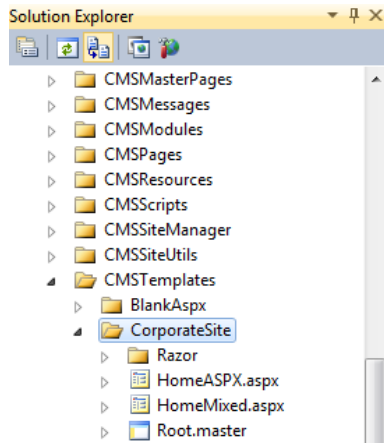 Solution Explorer
CMSMasterPages
CMSMessages
CMSModules
CMSPages
CMSResources
CMSScripts
CMSSiteManager
CMSSiteUtils
CMSTemplates
BlankAspx
CorporateSite
Razor
HomeASPX.aspx
HomeMixed.aspx
Root.master